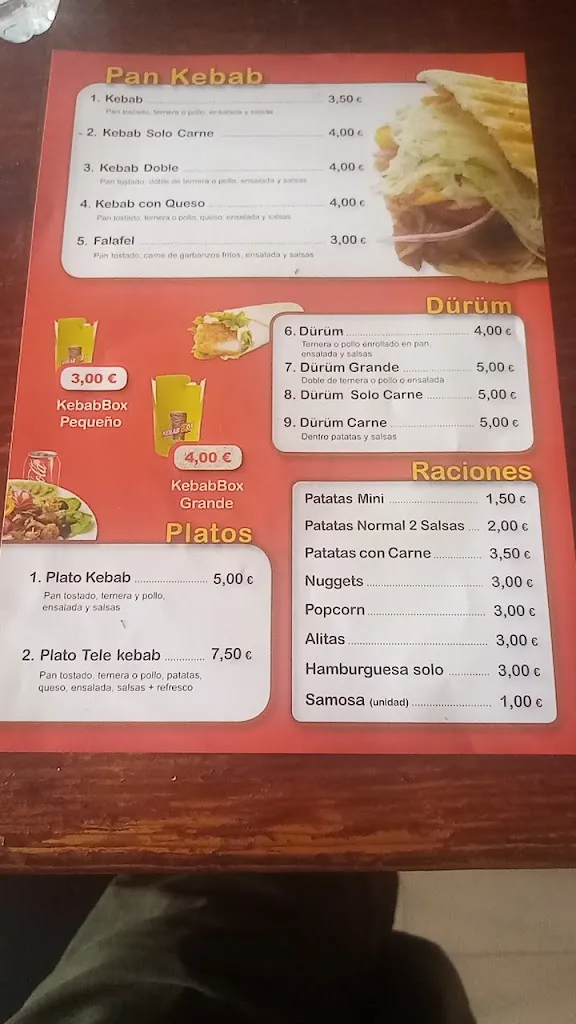 Pan Kebab
1. Kebab 3,50 €
Pan tostado, ternera o pollo, ensalada y salsas
2. Kebab Solo Carne 4,00 €
3. Kebab Doble 4,00 €
Pan tostado, doble de ternera o pollo, ensalada y salsas
4. Kebab con Queso 4,00 €
Pan tostado, ternera o pollo, queso, ensalada y salsas
5. Falafel 3,00 €
Pan tostado, carne de garbanzos fritos, ensalada y salsas
Dürüm
6. Dürüm 4,00 €
Ternera o pollo enrollado en pan,
ensalada y salsas
7. Dürüm Grande 5,00 €
Doble de ternera o pollo o ensalada
8. Dürüm Solo Carne 5,00 €
9. Dürüm Carne 5,00 €
Dentro patatas y salsas
3,00 €
KebabBox
Pequeño
4,00 €
KebabBox
Grande
Platos
1. Plato Kebab 5,00 €
Pan tostado, ternera y pollo,
ensalada y salsas
2. Plato Tele kebab 7,50 €
Pan tostado, ternera o pollo, patatas,
queso, ensalada, salsas + refresco
Raciones
Patatas Mini 1,50 €
Patatas Normal 2 Salsas 2,00 €
Patatas con Carne 3,50 €
Nuggets 3,00 €
Popcorn 3,00 €
Alitas 3,00 €
Hamburguesa solo 3,00 €
Samosa (unidad) 1,00 €